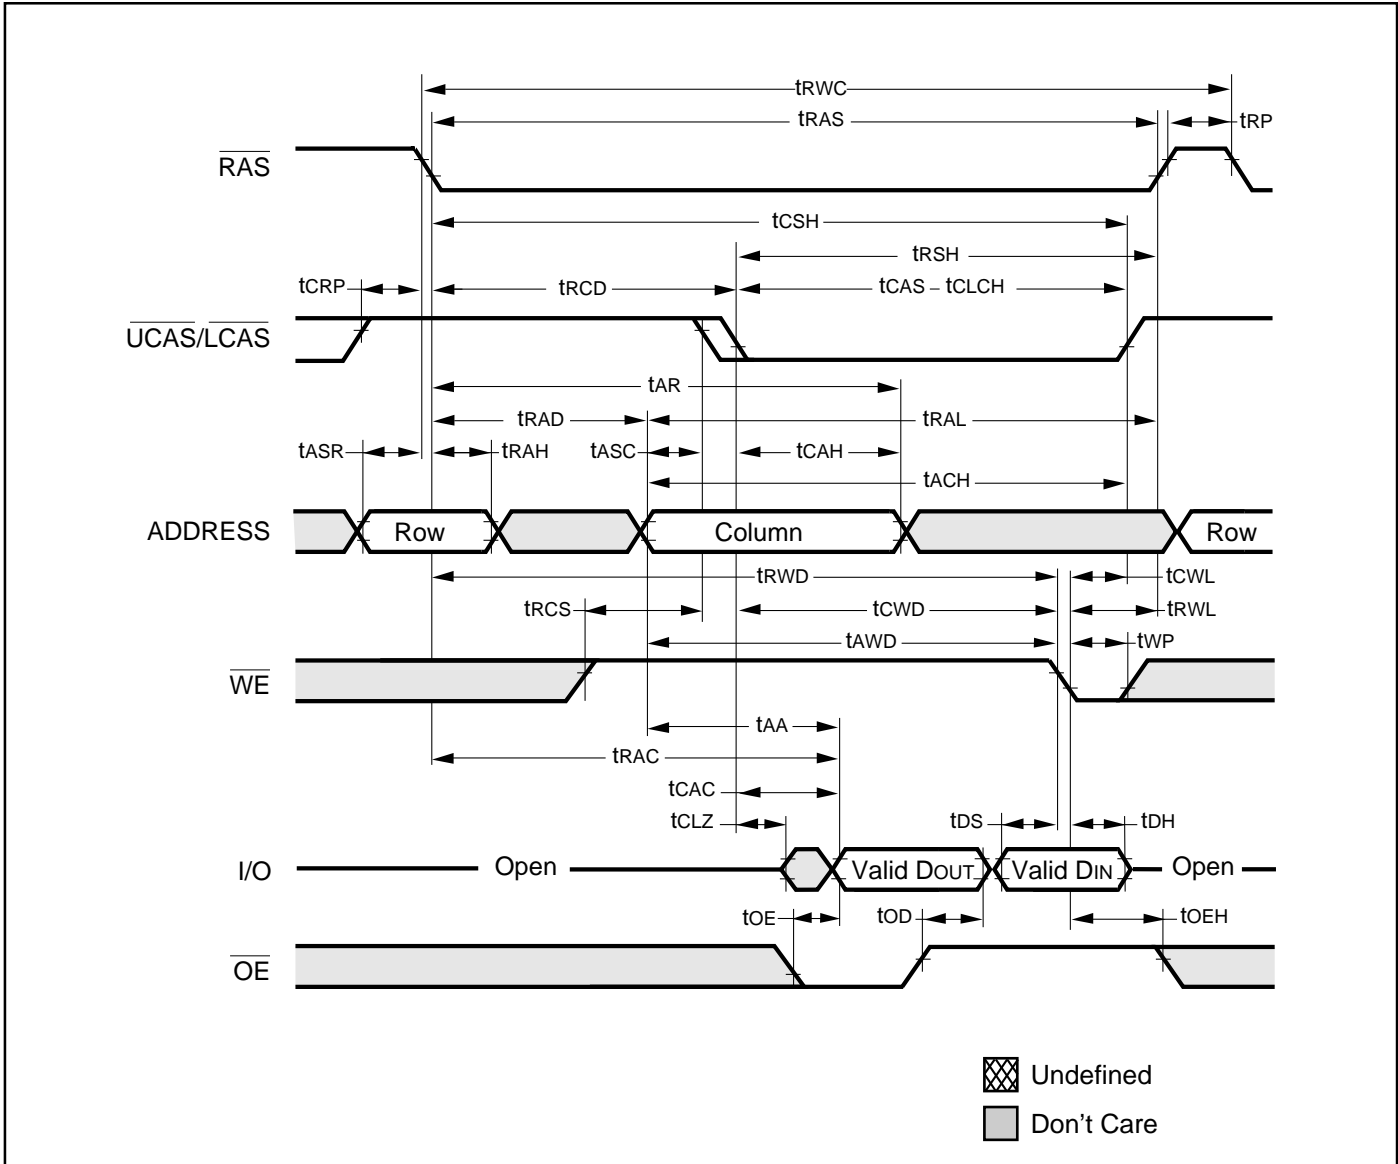 tRWC
tRAS
tRP
RAS
tCSH
tRSH
tCRP
tRCD
tCAS – tCLCH
UCAS/LCAS
tAR
tRAD
tRAL
tASR
tRAH
tASC
tCAH
tACH
ADDRESS
Row
Column
Row
tRWD
tCWL
tRCS
tCWD
tRWL
tAWD
tWP
WE
tAA
tRAC
tCAC
tCLZ
tDS
tDH
I/O
Open
Valid DOUT
Valid DIN
Open
tOE
tOD
tOEH
OE
Undefined
Don't Care